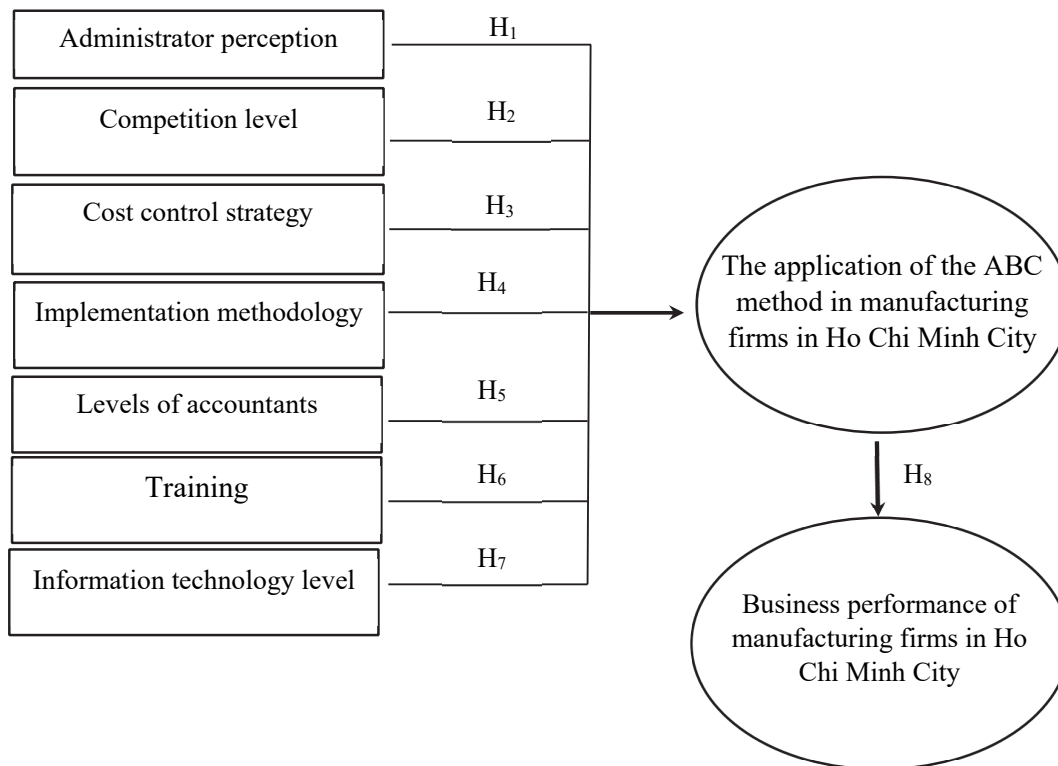 Administrator perception
H₁
Competition level
H₂
Cost control strategy
H₃
Implementation methodology
H₄
Levels of accountants
H₅
Training
H₆
Information technology level
H₇
The application of the ABC
method in manufacturing
firms in Ho Chi Minh City
H₈
Business performance of
manufacturing firms in Ho
Chi Minh City